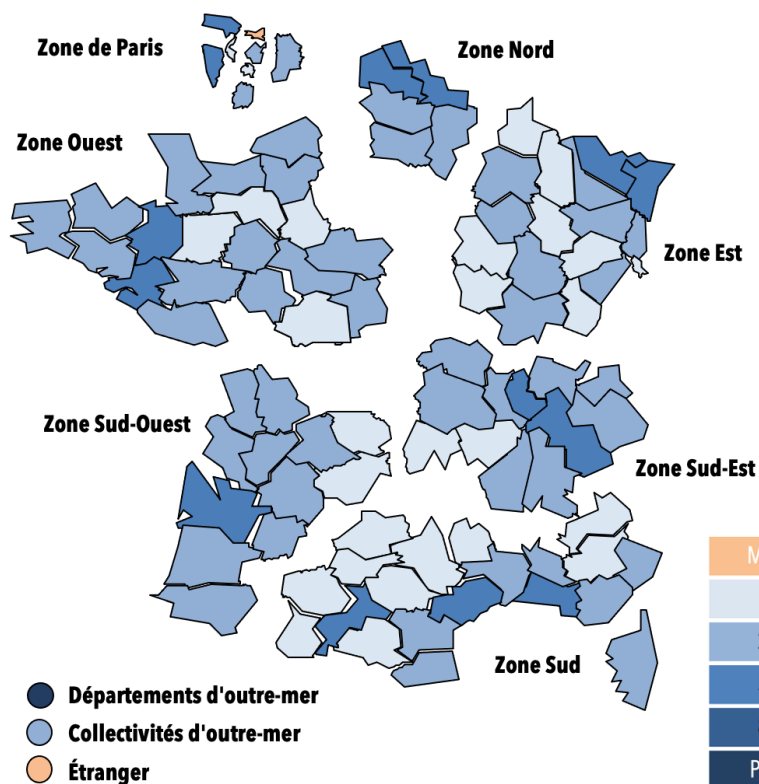 Zone de Paris
Zone Nord
Zone Ouest
Zone Est
Zone Sud-Ouest
Zone Sud-Est
Zone Sud
Départements d'outre-mer
Collectivités d'outre-mer
Étranger